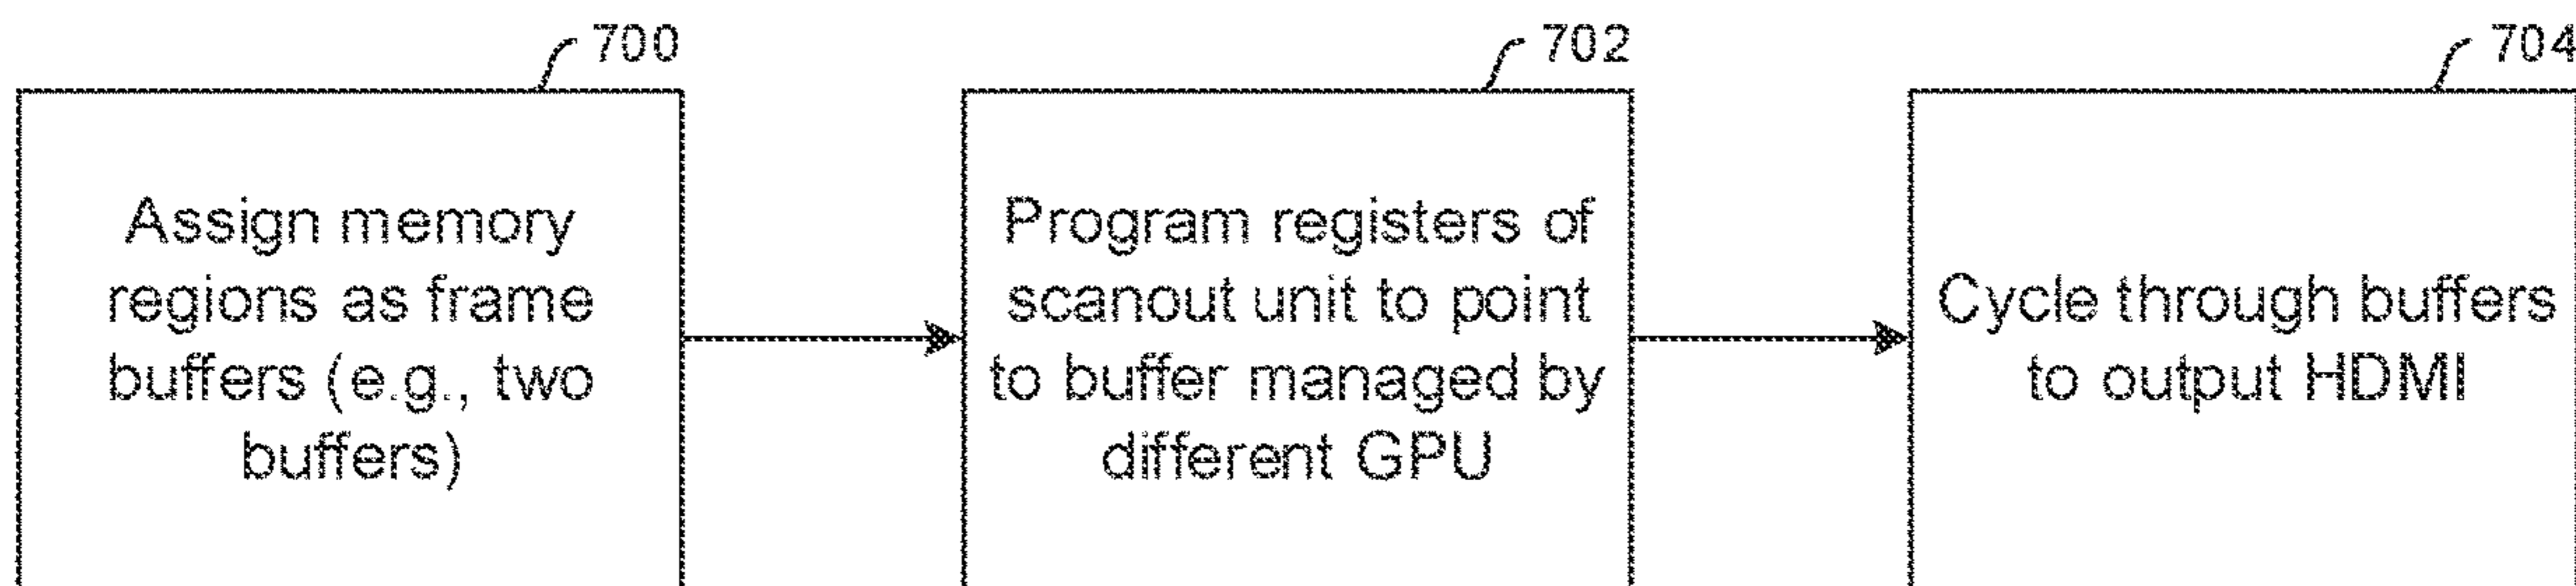 700
Assign memory
regions as frame
buffers (e.g., two
buffers)
702
Program registers of
scanout unit to point
to buffer managed by
different GPU
704
Cycle through buffers
to output HDMI